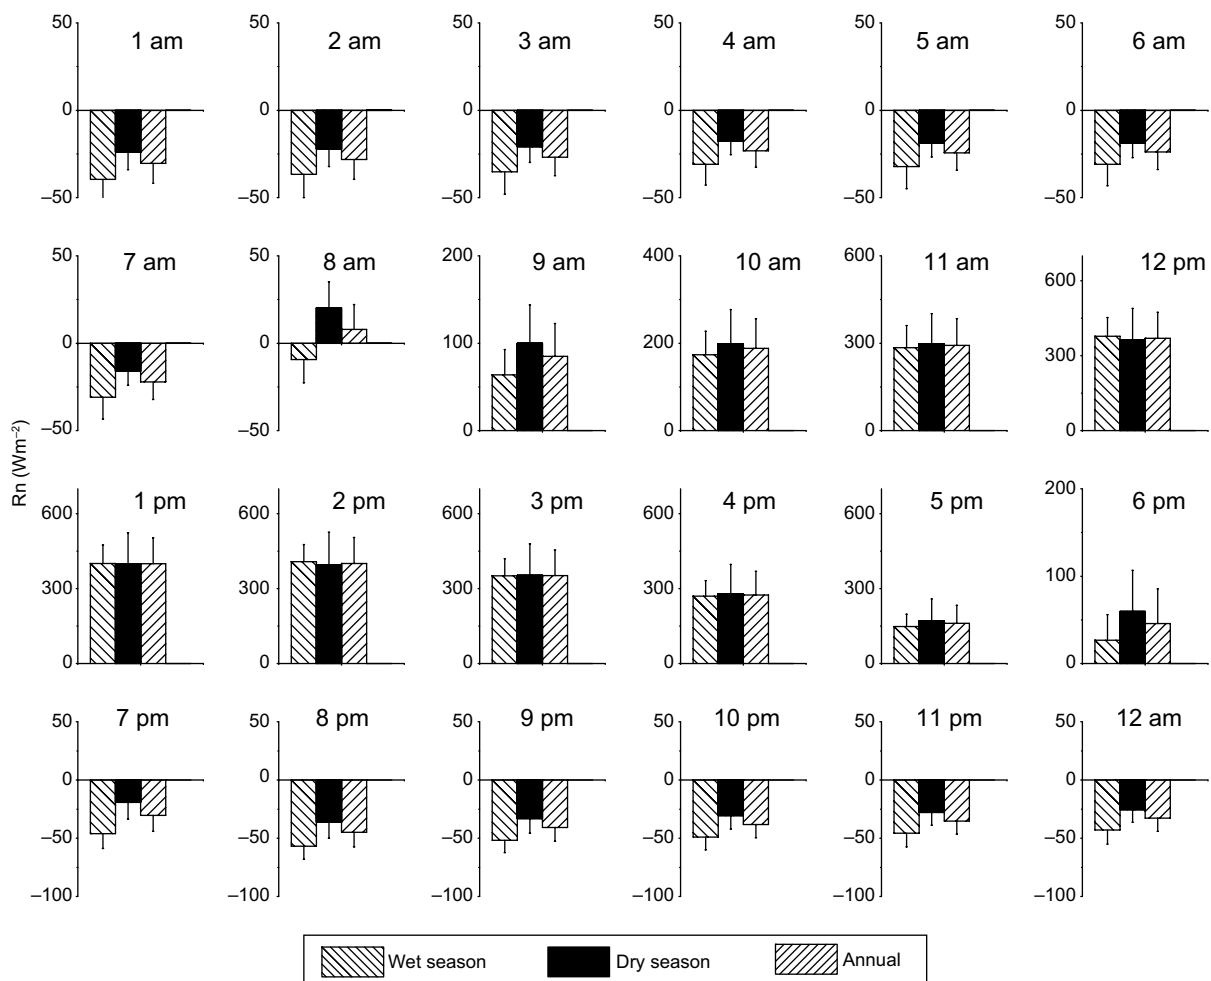 50
0
–50
1 am
50
0
–50
2 am
50
0
–50
3 am
50
0
–50
4 am
50
0
–50
5 am
50
0
–50
6 am
Rn (Wm⁻²)
50
0
–50
7 am
50
0
–50
8 am
200
100
0
9 am
400
200
0
10 am
600
300
0
11 am
600
300
0
12 pm
600
300
0
1 pm
600
300
0
2 pm
600
300
0
3 pm
600
300
0
4 pm
600
300
0
5 pm
200
100
0
6 pm
50
0
–50
–100
7 pm
50
0
–50
–100
8 pm
50
0
–50
–100
9 pm
50
0
–50
–100
10 pm
50
0
–50
–100
11 pm
50
0
–50
–100
12 am
Wet season
Dry season
Annual